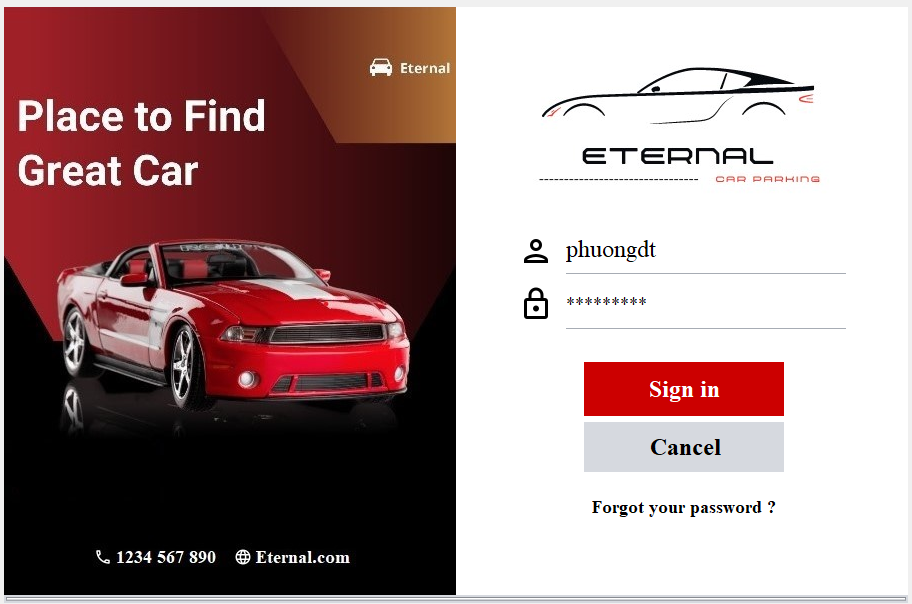 Eternal
Place to Find
Great Car
1234 567 890
Eternal.com
ETERNAL
CAR PARKING
phuongdt
*********
Sign in
Cancel
Forgot your password ?